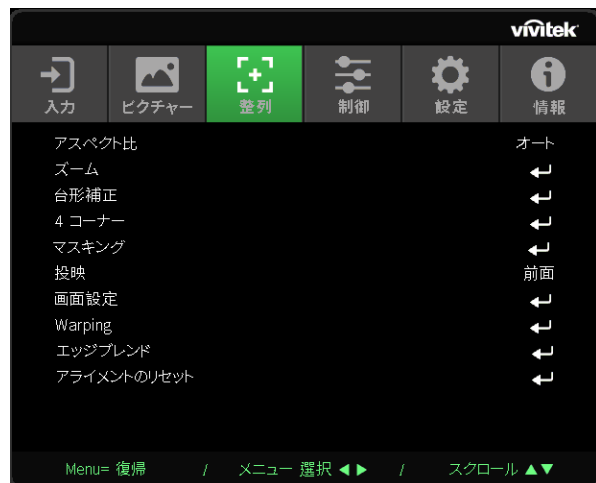 vivitek
入力 ピクチャー 整列 制御 設定 情報
アスペクト比 オート
ズーム
台形補正
4 コーナー
マスキング
投映 前面
画面設定
Warping
エッジブレンド
アライメントのリセット
Menu= 復帰 / メニュー 選択 ◀ ▶ / スクロール ▲▼